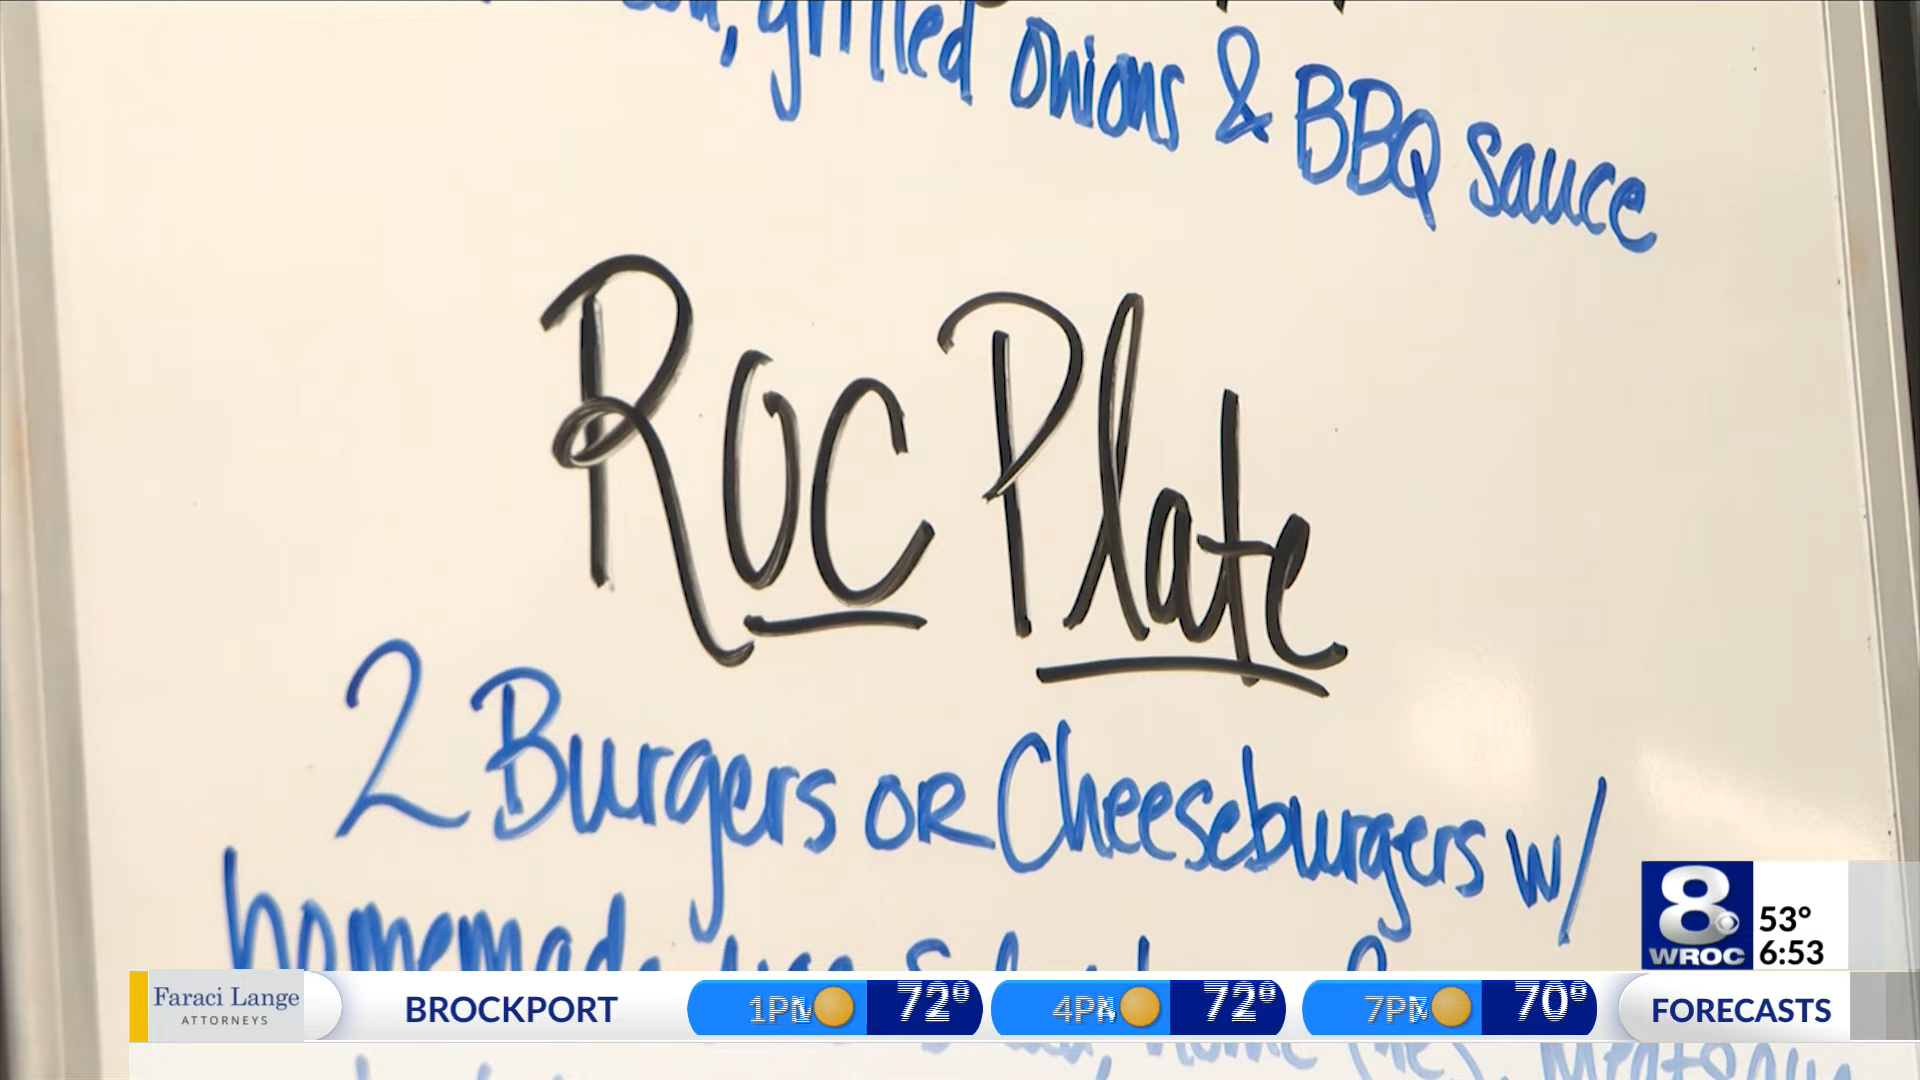 grilled onions & BBQ sauce
Roc Plate
2 Burgers OR Cheeseburgers w/
homemade
8
WROC
53°
6:53
Faraci Lange
ATTORNEYS
BROCKPORT
1PM
72°
4PM
72°
7PM
70°
FORECASTS